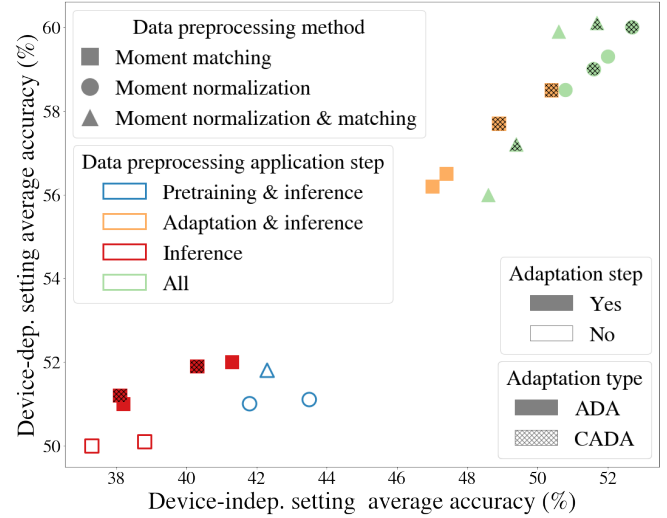 Data preprocessing method
Moment matching
Moment normalization
Moment normalization & matching
Data preprocessing application step
Pretraining & inference
Adaptation & inference
Inference
All
Adaptation step
Yes
No
Adaptation type
ADA
CADA
Device-dep. setting average accuracy (%)
60
58
56
54
52
50
38 40 42 44 46 48 50 52
Device-indep. setting average accuracy (%)